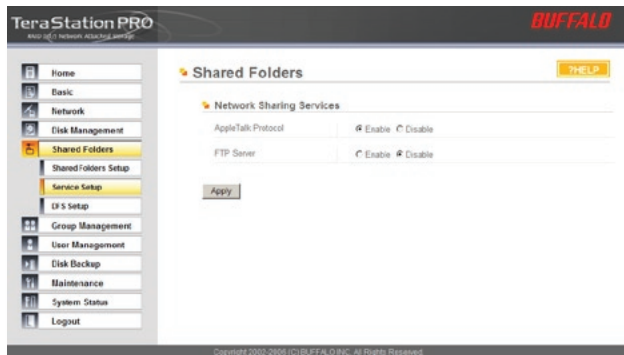 TeraStation PRO
BUFFALO
Home
Basic
Network
Disk Management
Shared Folders
Shared Folders Setup
Service Setup
DFS Setup
Group Management
User Management
Disk Backup
Maintenance
System Status
Logout
Shared Folders
?HELP
Network Sharing Services
AppleTalk Protocol
Enable
Disable
FTP Server
Enable
Disable
Apply
Copyright 2002-2006 (C) BUFFALO INC. All Rights Reserved.